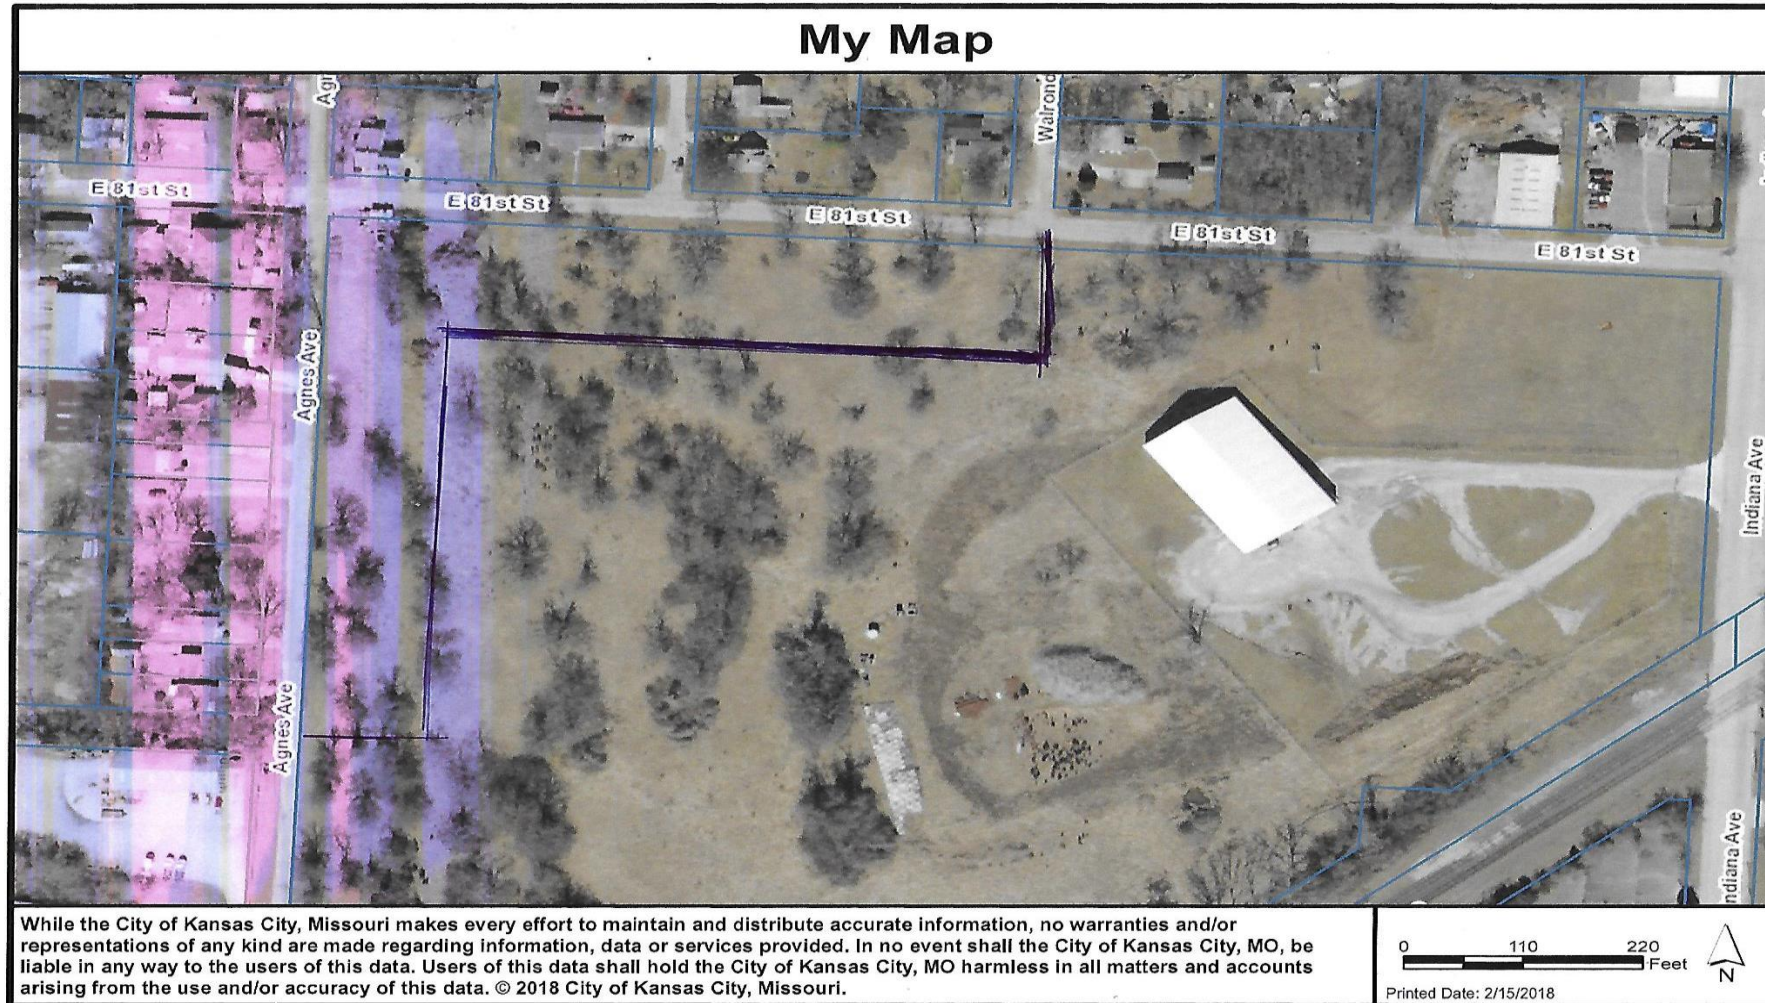 My Map
Agn
Walrond
E 81st St
E 81st St
E 81st St
E 81st St
E 81st St
Agnes Ave
Indiana Ave
Agnes Ave
ndiana Ave
While the City of Kansas City, Missouri makes every effort to maintain and distribute accurate information, no warranties and/or
representations of any kind are made regarding information, data or services provided. In no event shall the City of Kansas City, MO, be
liable in any way to the users of this data. Users of this data shall hold the City of Kansas City, MO harmless in all matters and accounts
arising from the use and/or accuracy of this data. © 2018 City of Kansas City, Missouri.
0 110 220
Feet
N
Printed Date: 2/15/2018